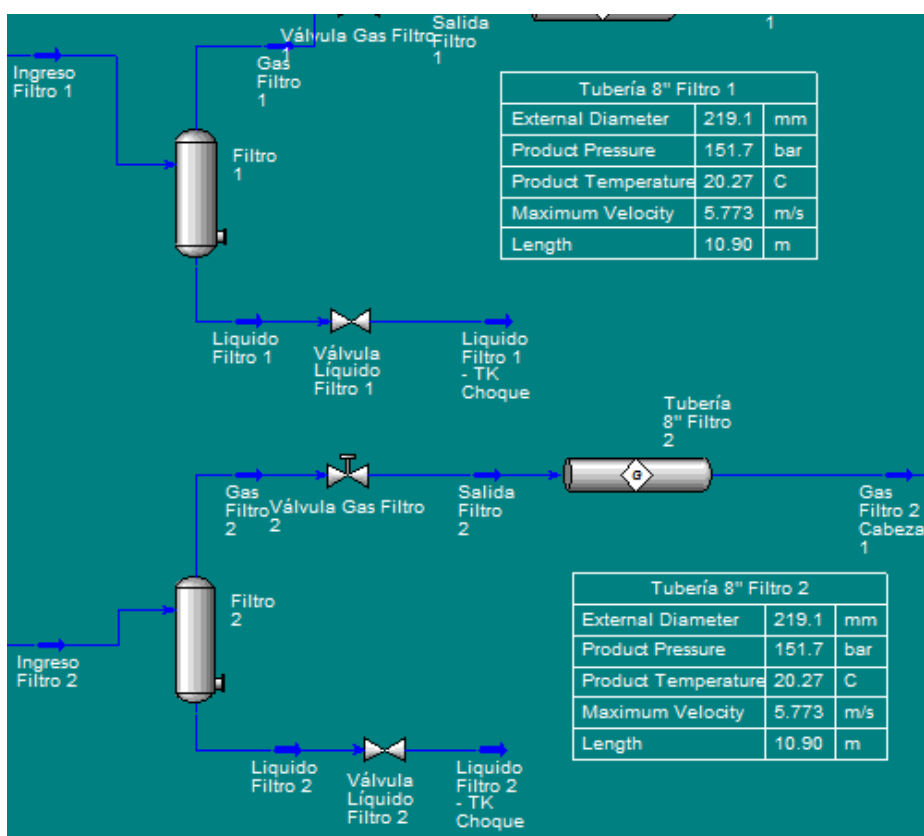 Salida
Filtro
1
1
Válvula Gas Filtro
1
Gas
Filtro
1
Ingreso
Filtro 1
Filtro
1
Tubería 8" Filtro 1
External Diameter 219.1 mm
Product Pressure 151.7 bar
Product Temperature 20.27 C
Maximum Velocity 5.773 m/s
Length 10.90 m
Liquido
Filtro 1
Válvula
Líquido
Filtro 1
Liquido
Filtro 1
- TK
Choque
Tubería
8" Filtro
2
G
Gas
Filtro
2
Válvula Gas Filtro
2
Salida
Filtro
2
Gas
Filtro 2
Cabeza
1
Filtro
2
Ingreso
Filtro 2
Tubería 8" Filtro 2
External Diameter 219.1 mm
Product Pressure 151.7 bar
Product Temperature 20.27 C
Maximum Velocity 5.773 m/s
Length 10.90 m
Liquido
Filtro 2
Válvula
Líquido
Filtro 2
Liquido
Filtro 2
- TK
Choque